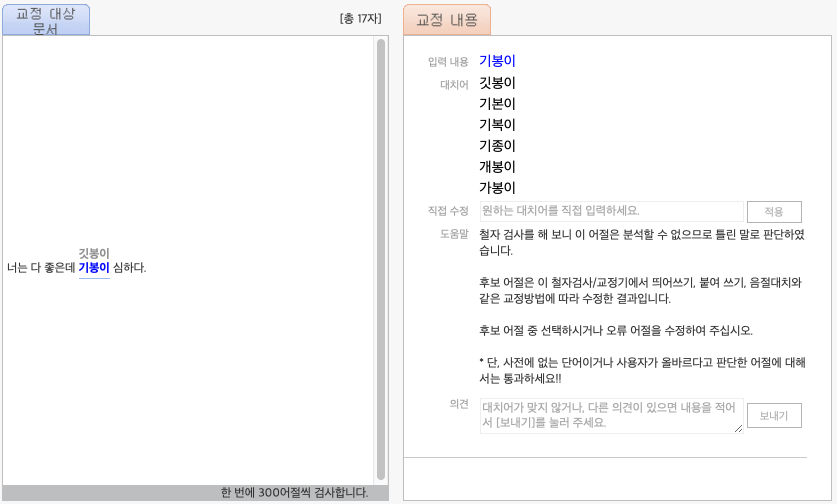 교정 대상
문서
[총 17자]
깃봉이
너는 다 좋은데 기봉이 심하다.
한 번에 300어절씩 검사합니다.
교정 내용
입력 내용 기봉이
대치어 깃봉이
기본이
기복이
기종이
개봉이
가봉이
직접 수정 원하는 대치어를 직접 입력하세요. 적용
도움말 철자 검사를 해 보니 이 어절은 분석할 수 없으므로 틀린 말로 판단하였
습니다.
후보 어절은 이 철자검사/교정기에서 띄어쓰기, 붙여 쓰기, 음절대치와
같은 교정방법에 따라 수정한 결과입니다.
후보 어절 중 선택하시거나 오류 어절을 수정하여 주십시오.
* 단, 사전에 없는 단어이거나 사용자가 올바르다고 판단한 어절에 대해
서는 통과하세요!!
의견 대치어가 맞지 않거나, 다른 의견이 있으면 내용을 적어
서 [보내기]를 눌러 주세요. 보내기